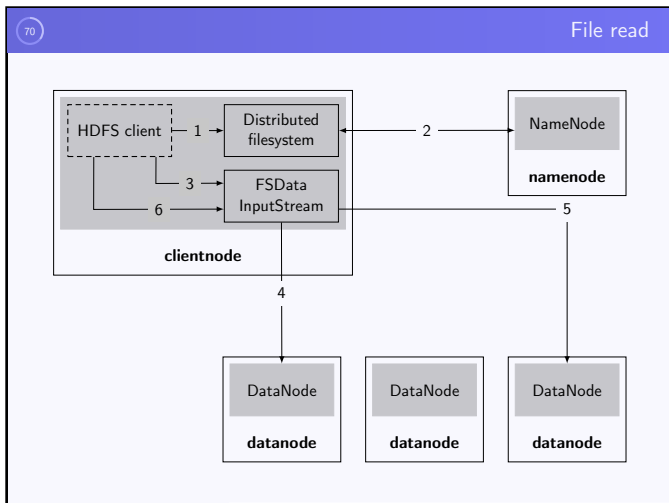 70
File read
HDFS client
1
Distributed
filesystem
2
NameNode
namenode
3
6
FSData
InputStream
5
clientnode
4
DataNode
datanode
DataNode
datanode
DataNode
datanode